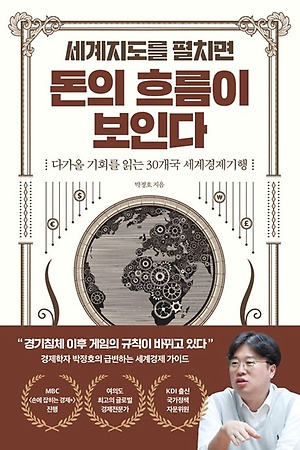 세계지도를 펼치면
돈의 흐름이
보인다
다가올 기회를 읽는 30개국 세계경제기행
박정호 지음
€ $ ₩ £
“경기침체 이후 게임의 규칙이 바뀌고 있다”
경제학자 박정호의 급변하는 세계경제 가이드
MBC
<손에 잡히는 경제>
진행
여의도
최고의 글로벌
경제전문가
KDI 출신
국가정책
자문위원